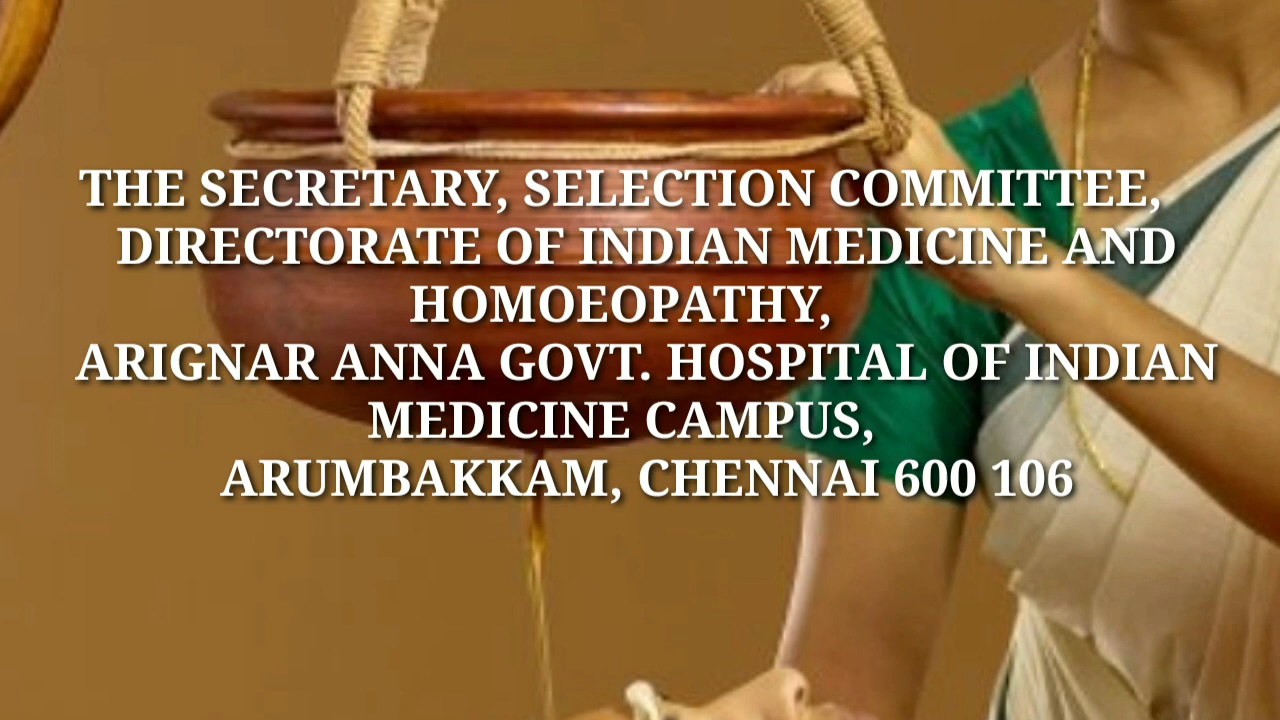 THE SECRETARY, SELECTION COMMITTEE,
DIRECTORATE OF INDIAN MEDICINE AND
HOMOEOPATHY,
ARIGNAR ANNA GOVT. HOSPITAL OF INDIAN
MEDICINE CAMPUS,
ARUMBAKKAM, CHENNAI 600 106